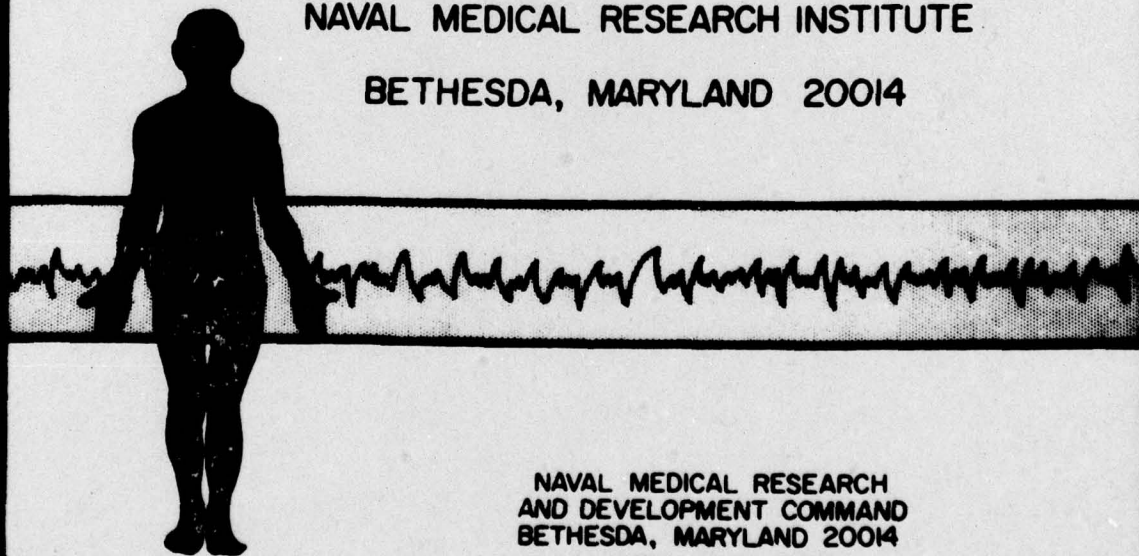 NAVAL MEDICAL RESEARCH INSTITUTE
BETHESDA, MARYLAND 20014
NAVAL MEDICAL RESEARCH
AND DEVELOPMENT COMMAND
BETHESDA, MARYLAND 20014